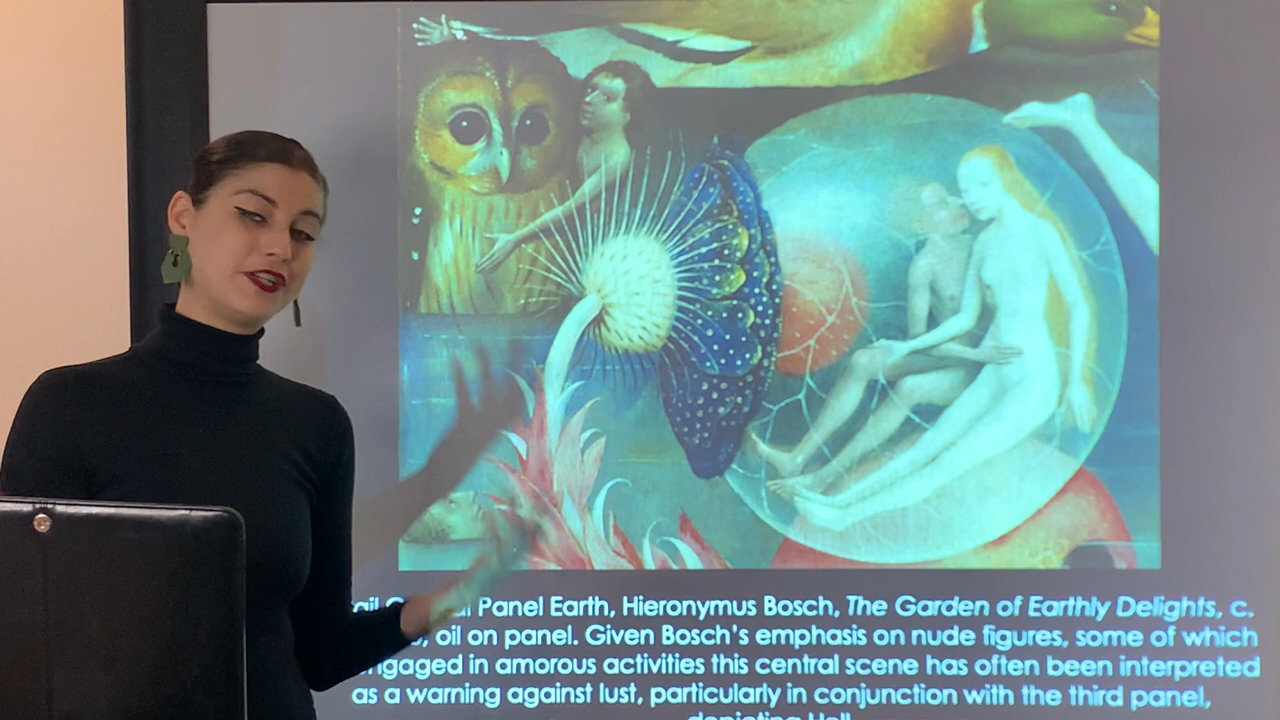 Panel Earth, Hieronymus Bosch, The Garden of Earthly Delights, c.
oil on panel. Given Bosch's emphasis on nude figures, some of which
engaged in amorous activities this central scene has often been interpreted
as a warning against lust, particularly in conjunction with the third panel,
depicting Hell